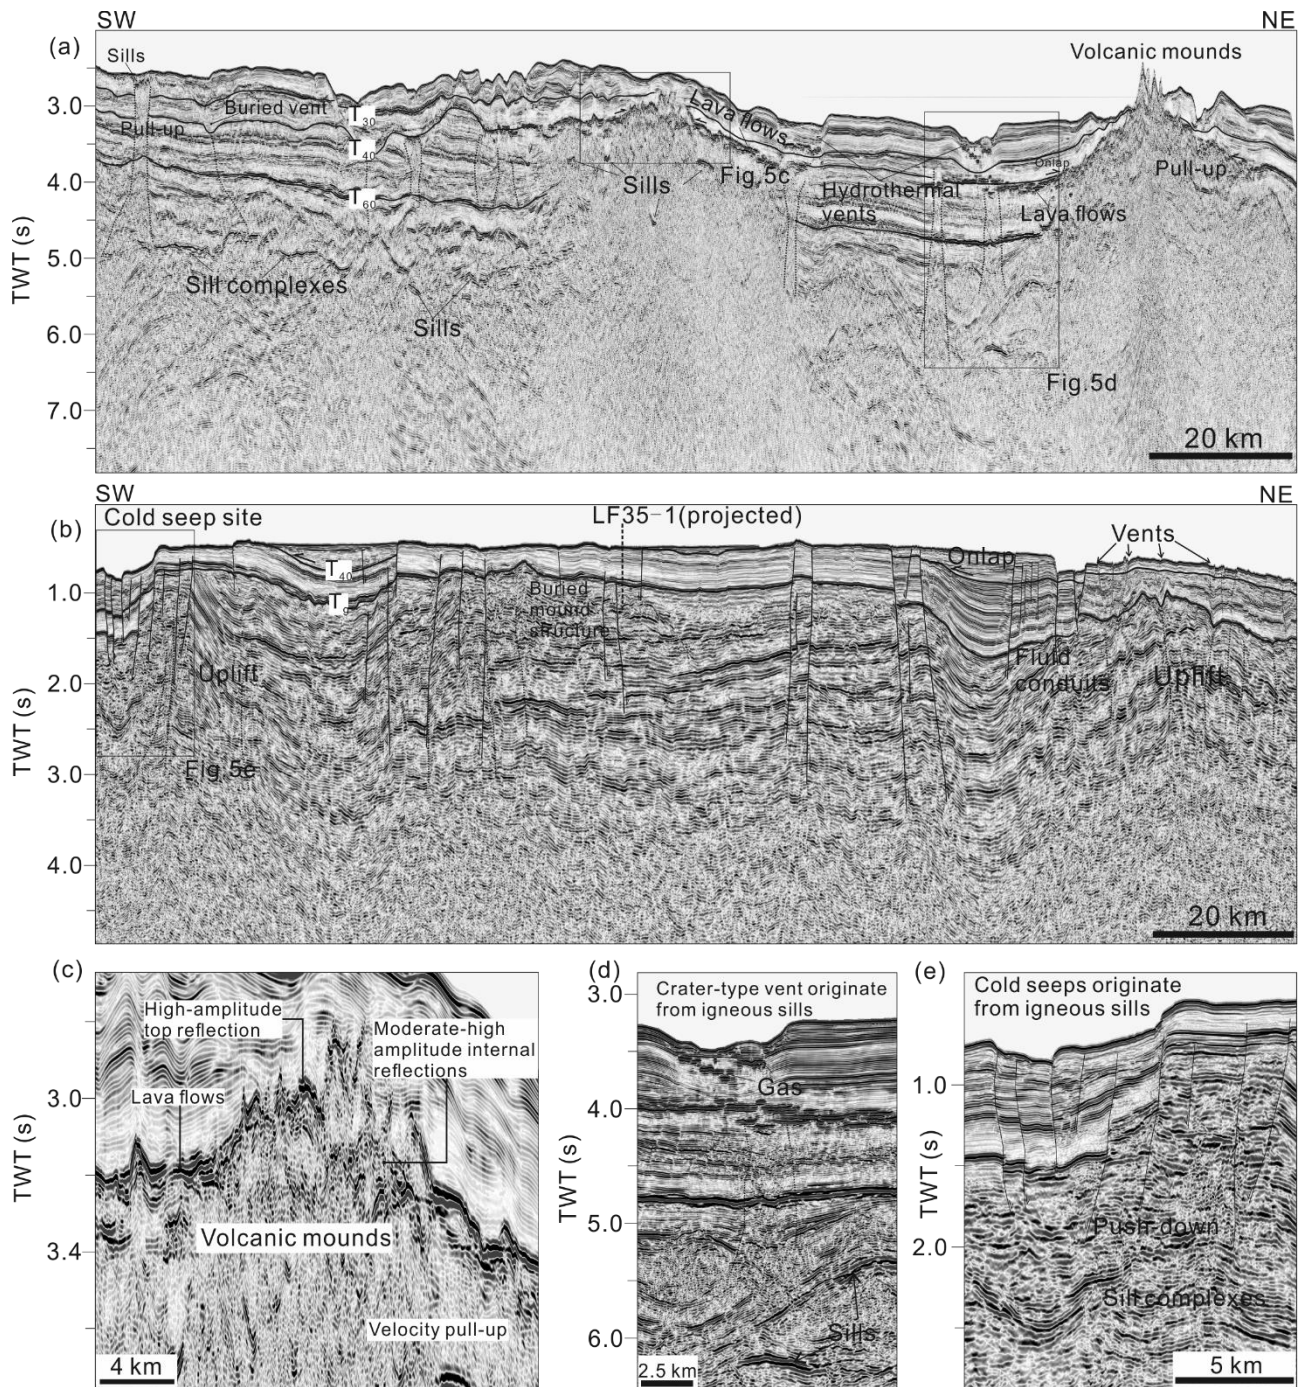 SW
NE
(a)
Sills
Volcanic mounds
Buried vent
T30
Lava flows
3.0
Pull-up
T40
Onlap
Pull-up
4.0
Sills
Fig.5c
Hydrothermal
vents
Lava flows
T60
TWT (s)
5.0
Sill complexes
Sills
6.0
Fig.5d
7.0
20 km
SW
NE
(b)
Cold seep site
LF35-1(projected)
Vents
Onlap
T40
1.0
Buried
mound
structure
Uplift
Fluid
conduits
Uplift
2.0
TWT (s)
Fig.5e
3.0
4.0
20 km
(c)
High-amplitude
top reflection
Moderate-high
amplitude internal
reflections
Lava flows
3.0
TWT (s)
Volcanic mounds
3.4
Velocity pull-up
4 km
(d)
3.0
Crater-type vent originate
from igneous sills
Gas
4.0
TWT (s)
5.0
Sills
6.0
2.5 km
(e)
Cold seeps originate
from igneous sills
1.0
TWT (s)
Push-down
2.0
Sill complexes
5 km